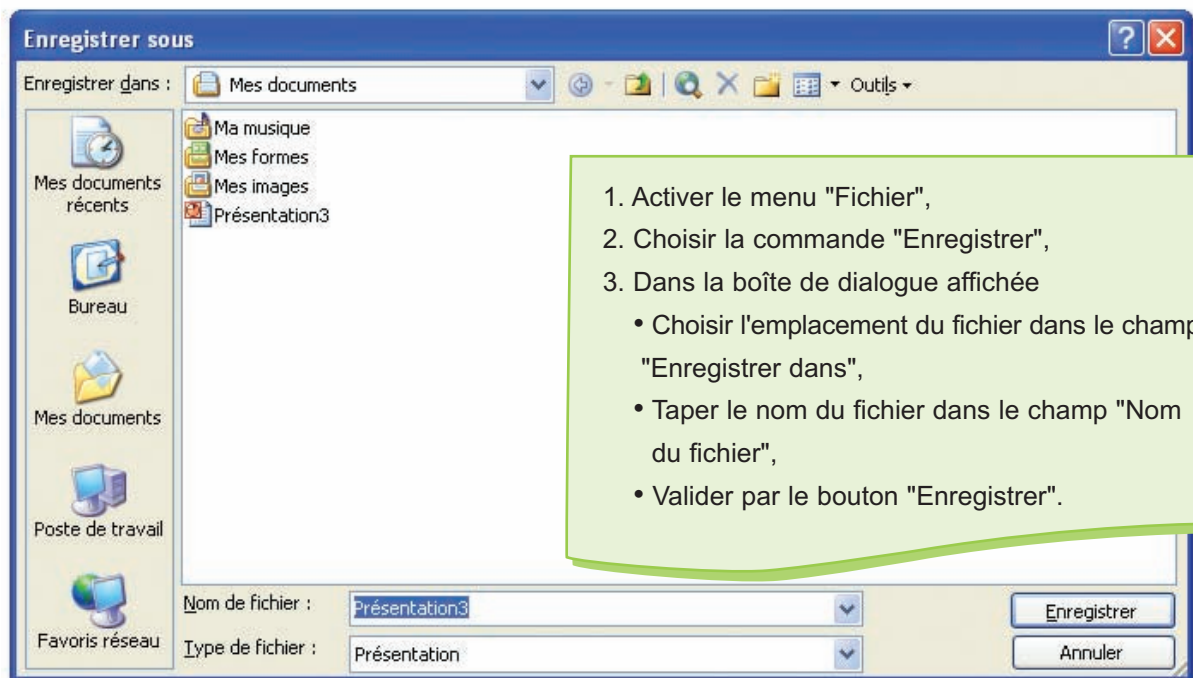 Enregistrer sous
Enregistrer dans :
Mes documents
Outils
Mes documents
récents
Bureau
Mes documents
Poste de travail
Favoris réseau
Ma musique
Mes formes
Mes images
Présentation3
1. Activer le menu "Fichier",
2. Choisir la commande "Enregistrer",
3. Dans la boîte de dialogue affichée
• Choisir l'emplacement du fichier dans le champ
"Enregistrer dans",
• Taper le nom du fichier dans le champ "Nom
du fichier",
• Valider par le bouton "Enregistrer".
Nom de fichier :
Présentation3
Enregistrer
Type de fichier :
Présentation
Annuler